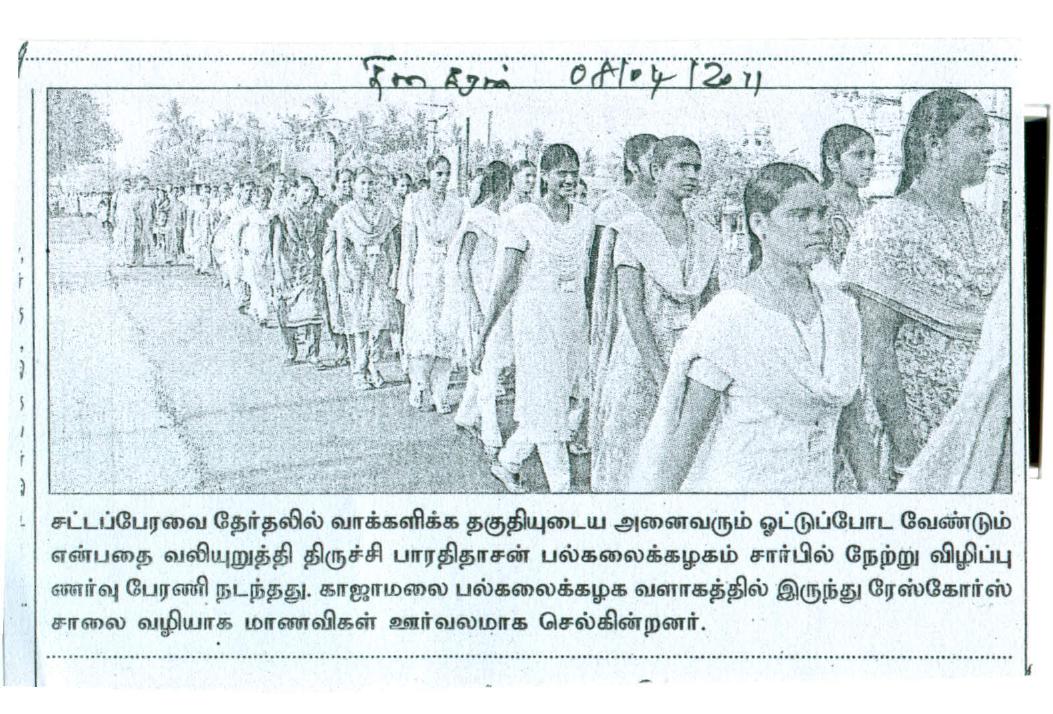 தினகரன் 08/04/2011
சட்டப்பேரவை தேர்தலில் வாக்களிக்க தகுதியுடைய அனைவரும் ஓட்டுப்போட வேண்டும்
என்பதை வலியுறுத்தி திருச்சி பாரதிதாசன் பல்கலைக்கழகம் சார்பில் நேற்று விழிப்பு
ணர்வு பேரணி நடந்தது. காஜாமலை பல்கலைக்கழக வளாகத்தில் இருந்து ரேஸ்கோர்ஸ்
சாலை வழியாக மாணவிகள் ஊர்வலமாக செல்கின்றனர்.